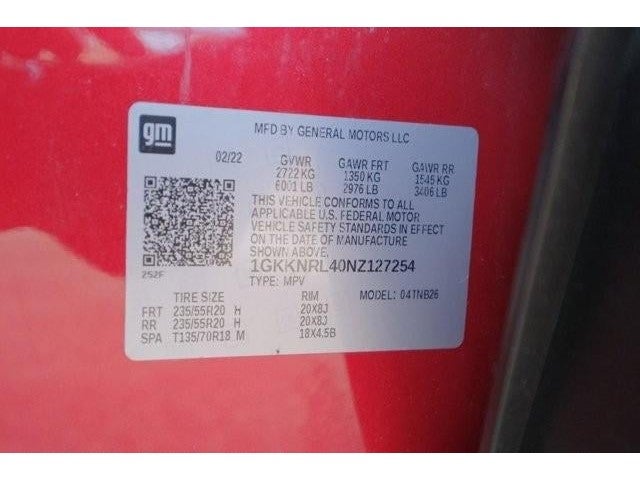 gm
MFD BY GENERAL MOTORS LLC
02/22 GVWR GAWR FRT GAWR RR
2722 KG 1350 KG 1545 KG
6001 LB 2976 LB 3406 LB
THIS VEHICLE CONFORMS TO ALL
APPLICABLE U.S. FEDERAL MOTOR
VEHICLE SAFETY STANDARDS IN EFFECT
ON THE DATE OF MANUFACTURE
SHOWN ABOVE.
1GKKNRL40NZ127254
252F TYPE: MPV MODEL: 04TNB26
TIRE SIZE RIM
FRT 235/55R20 H 20X8J
RR 235/55R20 H 20X8J
SPA T135/70R18 M 18X4.5B